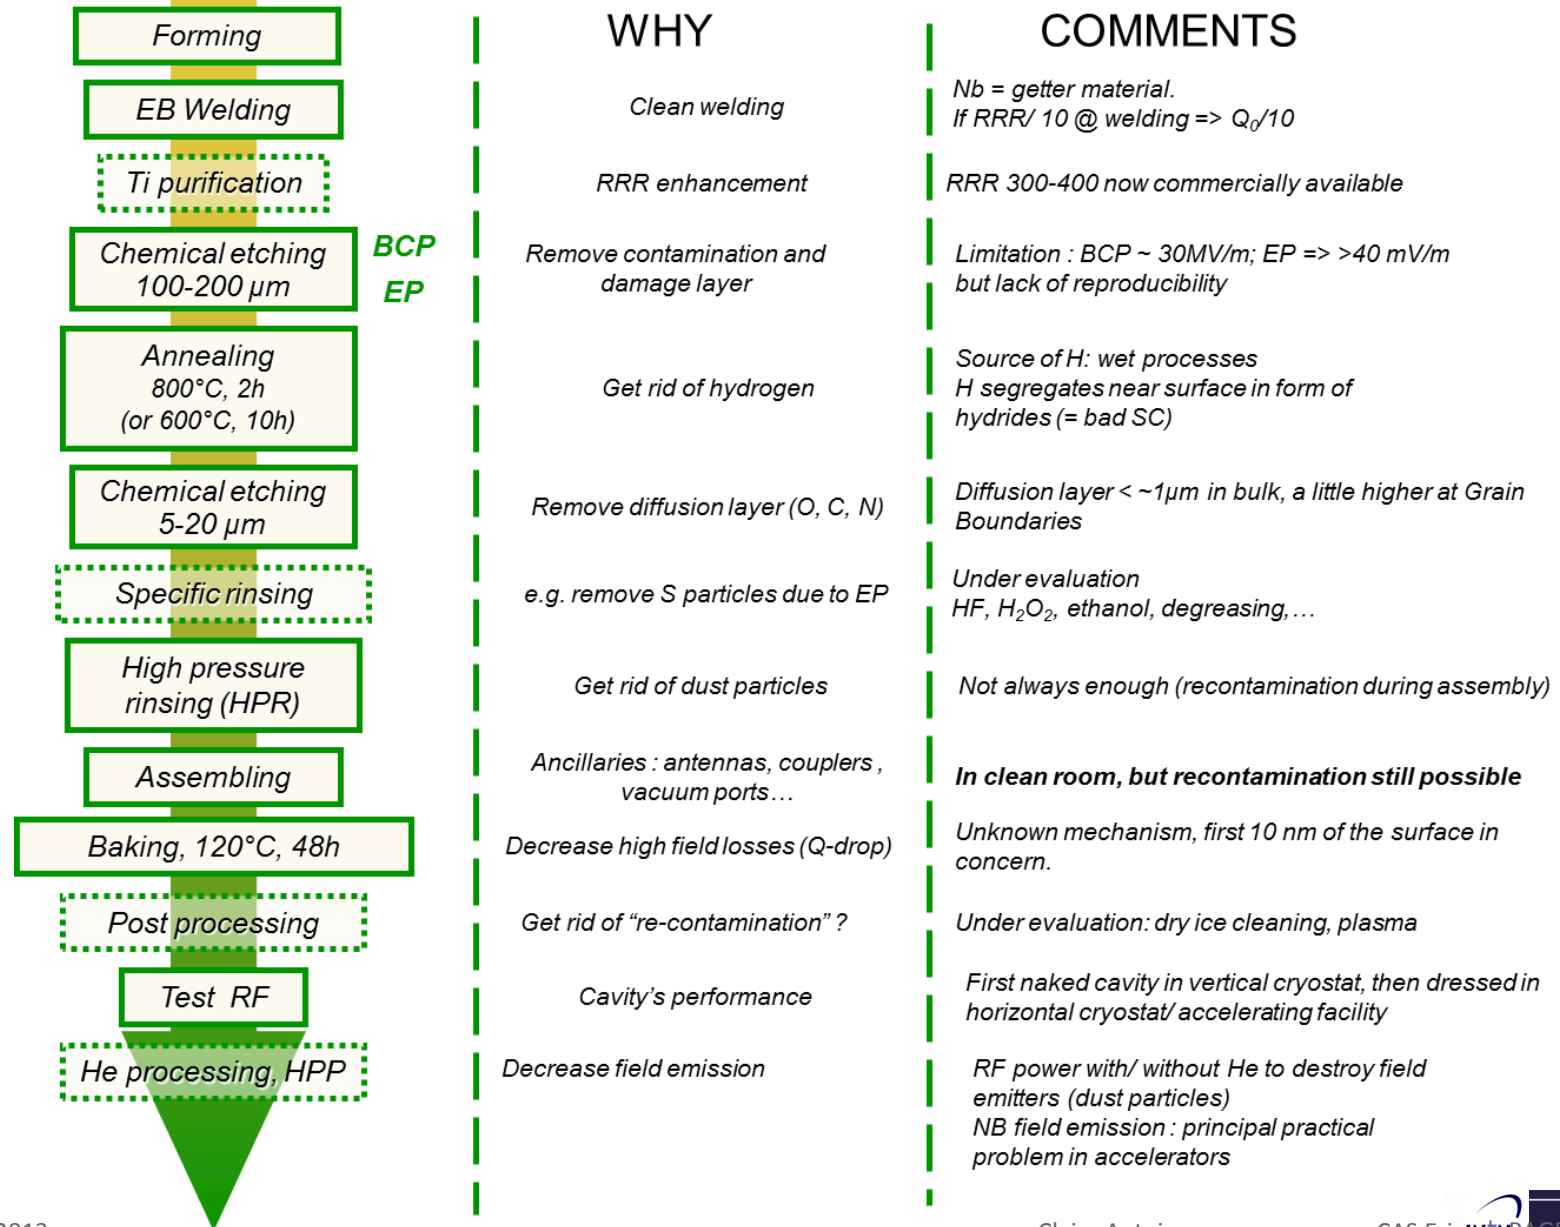 WHY
COMMENTS
Forming
EB Welding
Clean welding
Nb = getter material.
If RRR/ 10 @ welding => Q₀/10
Ti purification
RRR enhancement
RRR 300-400 now commercially available
Chemical etching
100-200 µm
BCP
EP
Remove contamination and
damage layer
Limitation : BCP ~ 30MV/m; EP => >40 mV/m
but lack of reproducibility
Annealing
800°C, 2h
(or 600°C, 10h)
Get rid of hydrogen
Source of H: wet processes
H segregates near surface in form of
hydrides (= bad SC)
Chemical etching
5-20 µm
Remove diffusion layer (O, C, N)
Diffusion layer < ~1µm in bulk, a little higher at Grain
Boundaries
Specific rinsing
e.g. remove S particles due to EP
Under evaluation
HF, H₂O₂, ethanol, degreasing,…
High pressure
rinsing (HPR)
Get rid of dust particles
Not always enough (recontamination during assembly)
Assembling
Ancillaries : antennas, couplers ,
vacuum ports…
In clean room, but recontamination still possible
Baking, 120°C, 48h
Decrease high field losses (Q-drop)
Unknown mechanism, first 10 nm of the surface in
concern.
Post processing
Get rid of “re-contamination” ?
Under evaluation: dry ice cleaning, plasma
Test RF
Cavity’s performance
First naked cavity in vertical cryostat, then dressed in
horizontal cryostat/ accelerating facility
He processing, HPP
Decrease field emission
RF power with/ without He to destroy field
emitters (dust particles)
NB field emission : principal practical
problem in accelerators